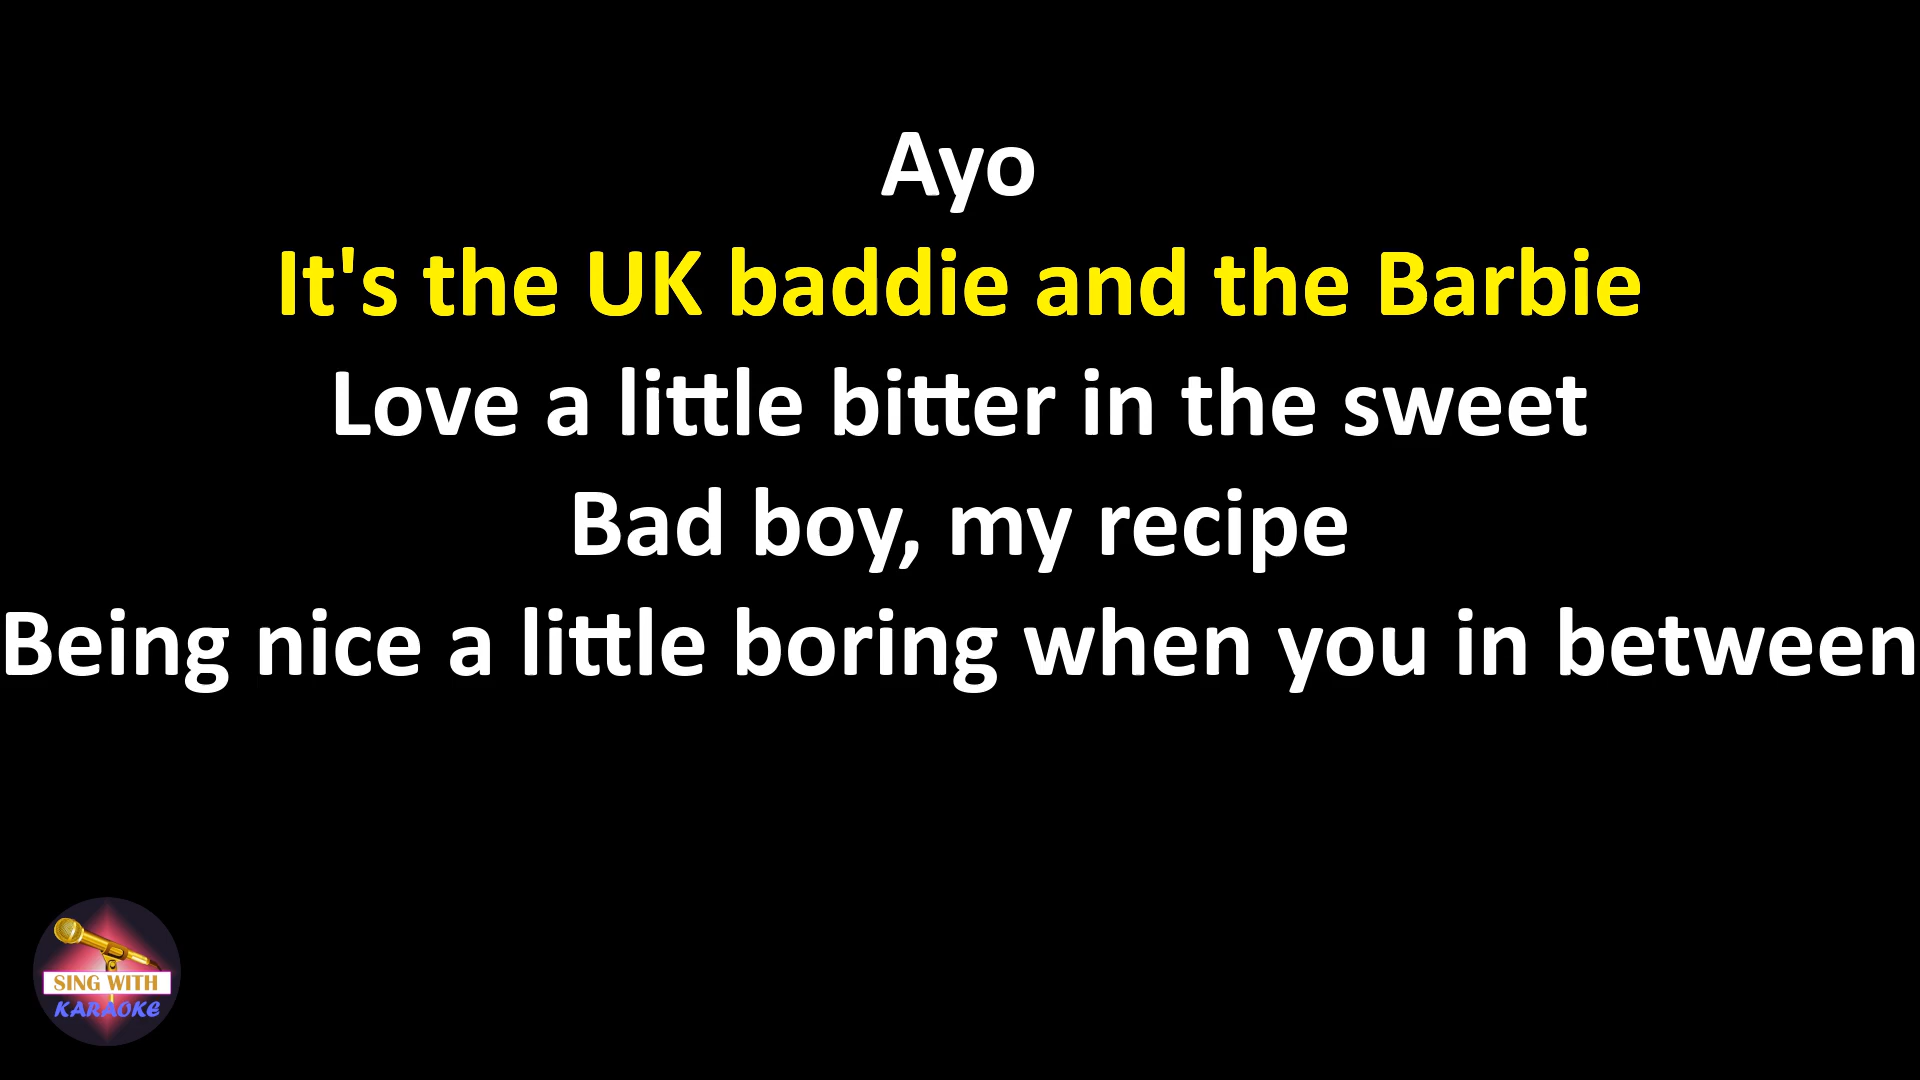 Ayo
It's the UK baddie and the Barbie
Love a little bitter in the sweet
Bad boy, my recipe
Being nice a little boring when you in between
SING WITH
KARAOKE